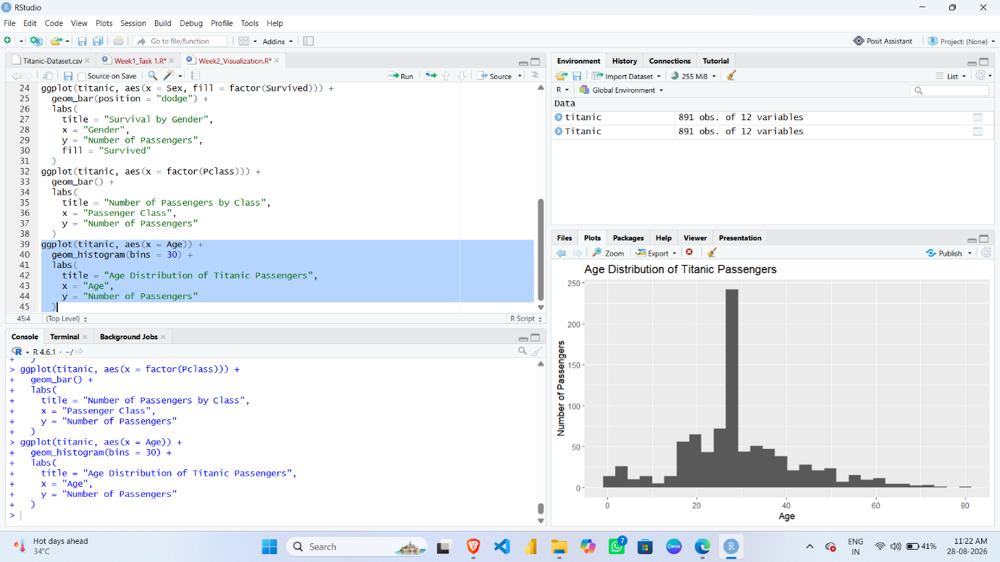 RStudio
File Edit Code View Plots Session Build Debug Profile Tools Help
Go to file/function Addins Posit Assistant Project: (None)
Titanic-Dataset.csv Week1_Task 1.R* Week2_Visualization.R*
Source on Save Run Source
24 ggplot(titanic, aes(x = Sex, fill = factor(Survived))) +
25 geom_bar(position = "dodge") +
26 labs(
27 title = "Survival by Gender",
28 x = "Gender",
29 y = "Number of Passengers",
30 fill = "Survived"
31 )
32 ggplot(titanic, aes(x = factor(Pclass))) +
33 geom_bar() +
34 labs(
35 title = "Number of Passengers by Class",
36 x = "Passenger Class",
37 y = "Number of Passengers"
38 )
39 ggplot(titanic, aes(x = Age)) +
40 geom_histogram(bins = 30) +
41 labs(
42 title = "Age Distribution of Titanic Passengers",
43 x = "Age",
44 y = "Number of Passengers"
45 )
45:4 (Top Level) R Script
Console Terminal Background Jobs
R 4.6.1 · ~/
+ )
> ggplot(titanic, aes(x = factor(Pclass))) +
+ geom_bar() +
+ labs(
+ title = "Number of Passengers by Class",
+ x = "Passenger Class",
+ y = "Number of Passengers"
+ )
> ggplot(titanic, aes(x = Age)) +
+ geom_histogram(bins = 30) +
+ labs(
+ title = "Age Distribution of Titanic Passengers",
+ x = "Age",
+ y = "Number of Passengers"
+ )
>
Environment History Connections Tutorial
Import Dataset 255 MiB List
R Global Environment
Data
titanic 891 obs. of 12 variables
Titanic 891 obs. of 12 variables
Files Plots Packages Help Viewer Presentation
Zoom Export Publish
Age Distribution of Titanic Passengers
250
200
150
100
50
0
Number of Passengers
0 20 40 60 80
Age
Hot days ahead
34°C
Search
Canva
7
ENG
IN
41%
11:22 AM
28-08-2026